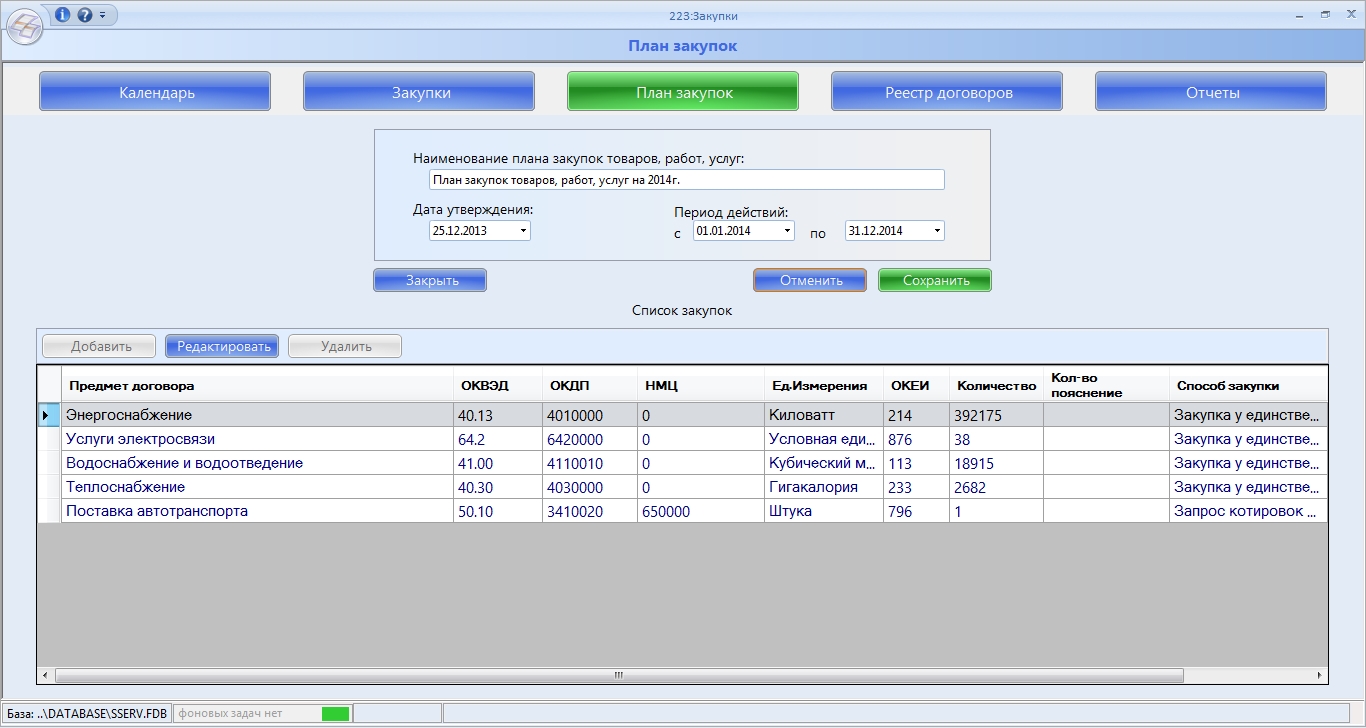 223:Закупки
План закупок
Календарь Закупки План закупок Реестр договоров Отчеты
Наименование плана закупок товаров, работ, услуг:
План закупок товаров, работ, услуг на 2014г.
Дата утверждения: Период действий:
25.12.2013 с 01.01.2014 по 31.12.2014
Закрыть Отменить Сохранить
Список закупок
Добавить Редактировать Удалить
Предмет договора ОКВЭД ОКДП НМЦ Ед.Измерения ОКЕИ Количество Кол-во пояснение Способ закупки
Энергоснабжение 40.13 4010000 0 Киловатт 214 392175 Закупка у единстве...
Услуги электросвязи 64.2 6420000 0 Условная еди... 876 38 Закупка у единстве...
Водоснабжение и водоотведение 41.00 4110010 0 Кубический м... 113 18915 Закупка у единстве...
Теплоснабжение 40.30 4030000 0 Гигакалория 233 2682 Закупка у единстве...
Поставка автотранспорта 50.10 3410020 650000 Штука 796 1 Запрос котировок ...
База: ..\DATABASE\SSERV.FDB фоновых задач нет